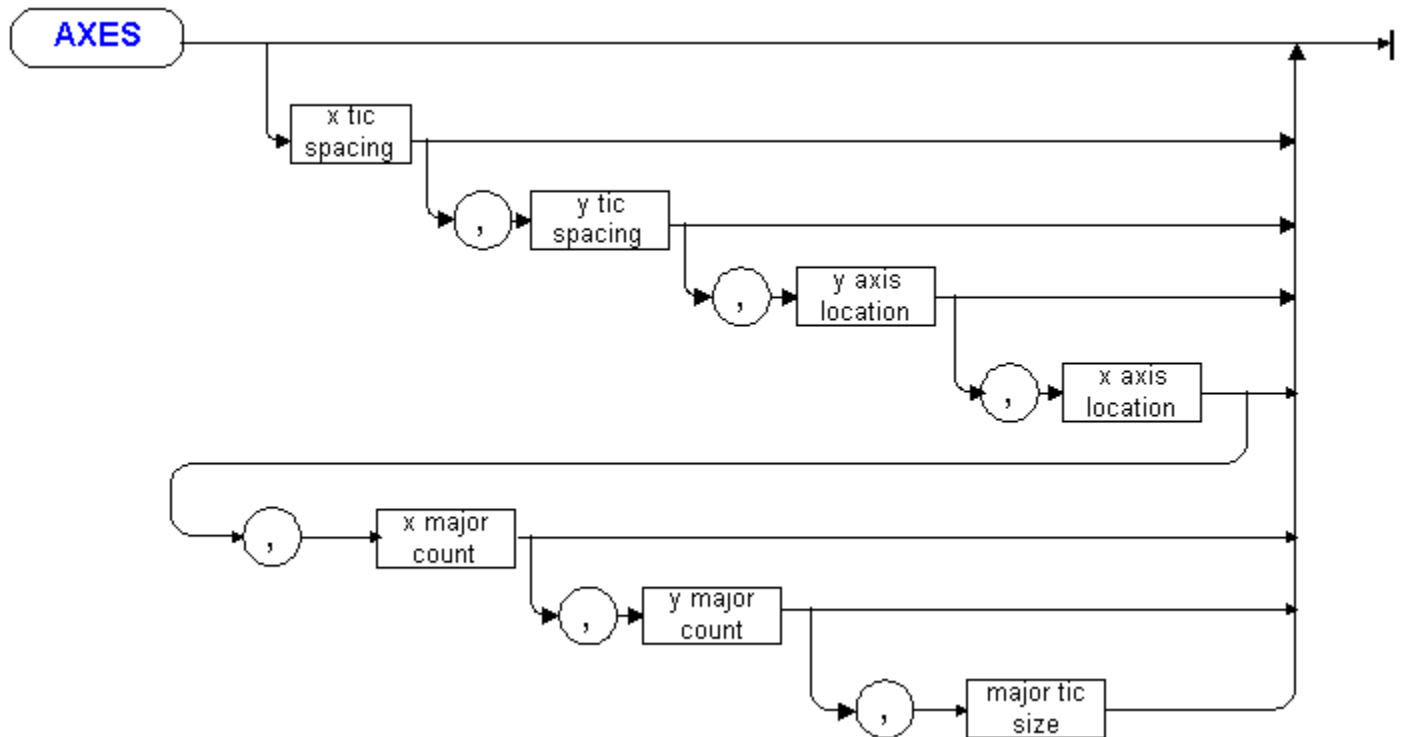 AXES
x tic
spacing
,
y tic
spacing
,
y axis
location
,
x axis
location
,
x major
count
,
y major
count
,
major tic
size